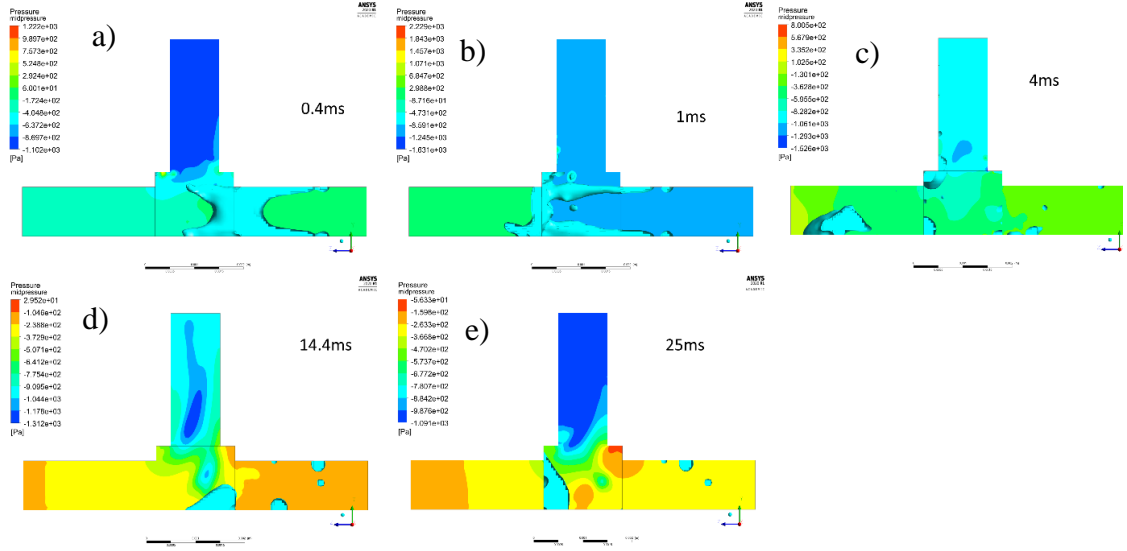 ANSYS
Pressure
midpressure
1.222e+03
9.897e+02
7.573e+02
5.248e+02
2.924e+02
6.001e+01
-1.724e+02
-4.048e+02
-6.372e+02
-8.697e+02
-1.102e+03
[Pa]
a)
0.4ms
ANSYS
Pressure
midpressure
2.229e+03
1.843e+03
1.457e+03
1.071e+03
6.847e+02
2.988e+02
-8.716e+01
-4.731e+02
-8.591e+02
-1.245e+03
-1.631e+03
[Pa]
b)
1ms
Pressure
midpressure
8.005e+02
5.679e+02
3.352e+02
1.025e+02
-1.301e+02
-3.628e+02
-5.955e+02
-8.282e+02
-1.061e+03
-1.293e+03
-1.526e+03
[Pa]
c)
4ms
ANSYS
Pressure
midpressure
2.952e+01
-1.046e+02
-2.388e+02
-3.729e+02
-5.071e+02
-6.412e+02
-7.754e+02
-9.095e+02
-1.044e+03
-1.178e+03
-1.312e+03
[Pa]
d)
14.4ms
ANSYS
Pressure
midpressure
-5.633e+01
-1.598e+02
-2.633e+02
-3.668e+02
-4.702e+02
-5.737e+02
-6.772e+02
-7.807e+02
-8.842e+02
-9.876e+02
-1.091e+03
[Pa]
e)
25ms